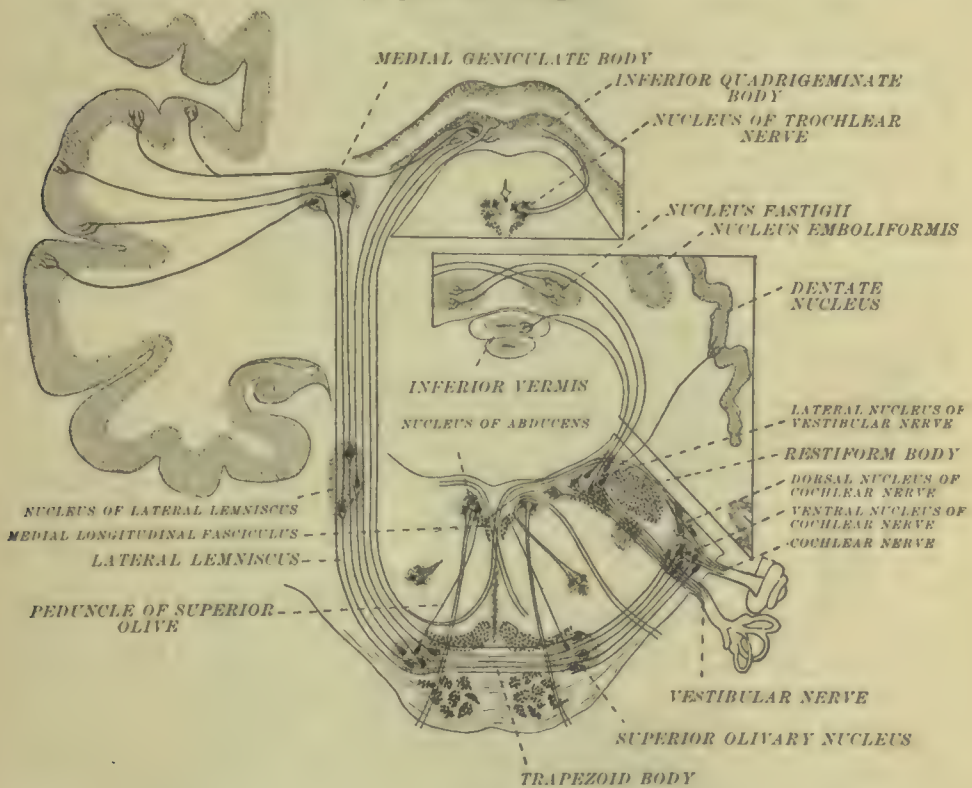 MEDIAL GENICULATE BODY
INFERIOR QUADRIGEMINATE
BODY
NUCLEUS OF TROCHLEAR
NERVE
NUCLEUS FASTIGII
NUCLEUS EMBOLIFORMIS
DENTATE
NUCLEUS
INFERIOR VERMIS
NUCLEUS OF ABDUCENS
LATERAL NUCLEUS OF
VESTIBULAR NERVE
RESTIFORM BODY
DORSAL NUCLEUS OF
COCHLEAR NERVE
VENTRAL NUCLEUS OF
COCHLEAR NERVE
COCHLEAR NERVE
NUCLEUS OF LATERAL LEMNISCUS
MEDIAL LONGITUDINAL FASCICULUS
LATERAL LEMNISCUS
PEDUNCLE OF SUPERIOR
OLIVE
VESTIBULAR NERVE
SUPERIOR OLIVARY NUCLEUS
TRAPEZOID BODY